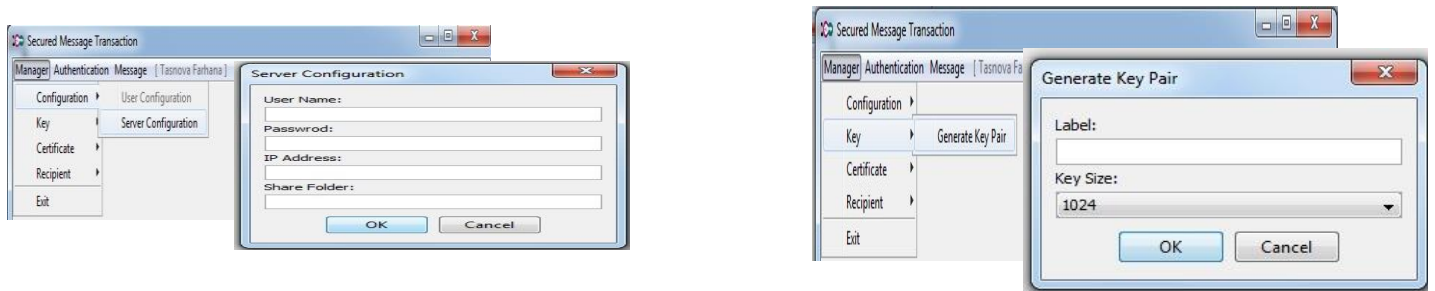 Secured Message Transaction
Manager Authentication Message [ Tasnova Farhana ]
Configuration User Configuration
Key Server Configuration
Certificate
Recipient
Exit
Server Configuration
User Name:
Passwrod:
IP Address:
Share Folder:
OK Cancel
Secured Message Transaction
Manager Authentication Message [ Tasnova Fa
Configuration
Key Generate Key Pair
Certificate
Recipient
Exit
Generate Key Pair
Label:
Key Size:
1024
OK Cancel